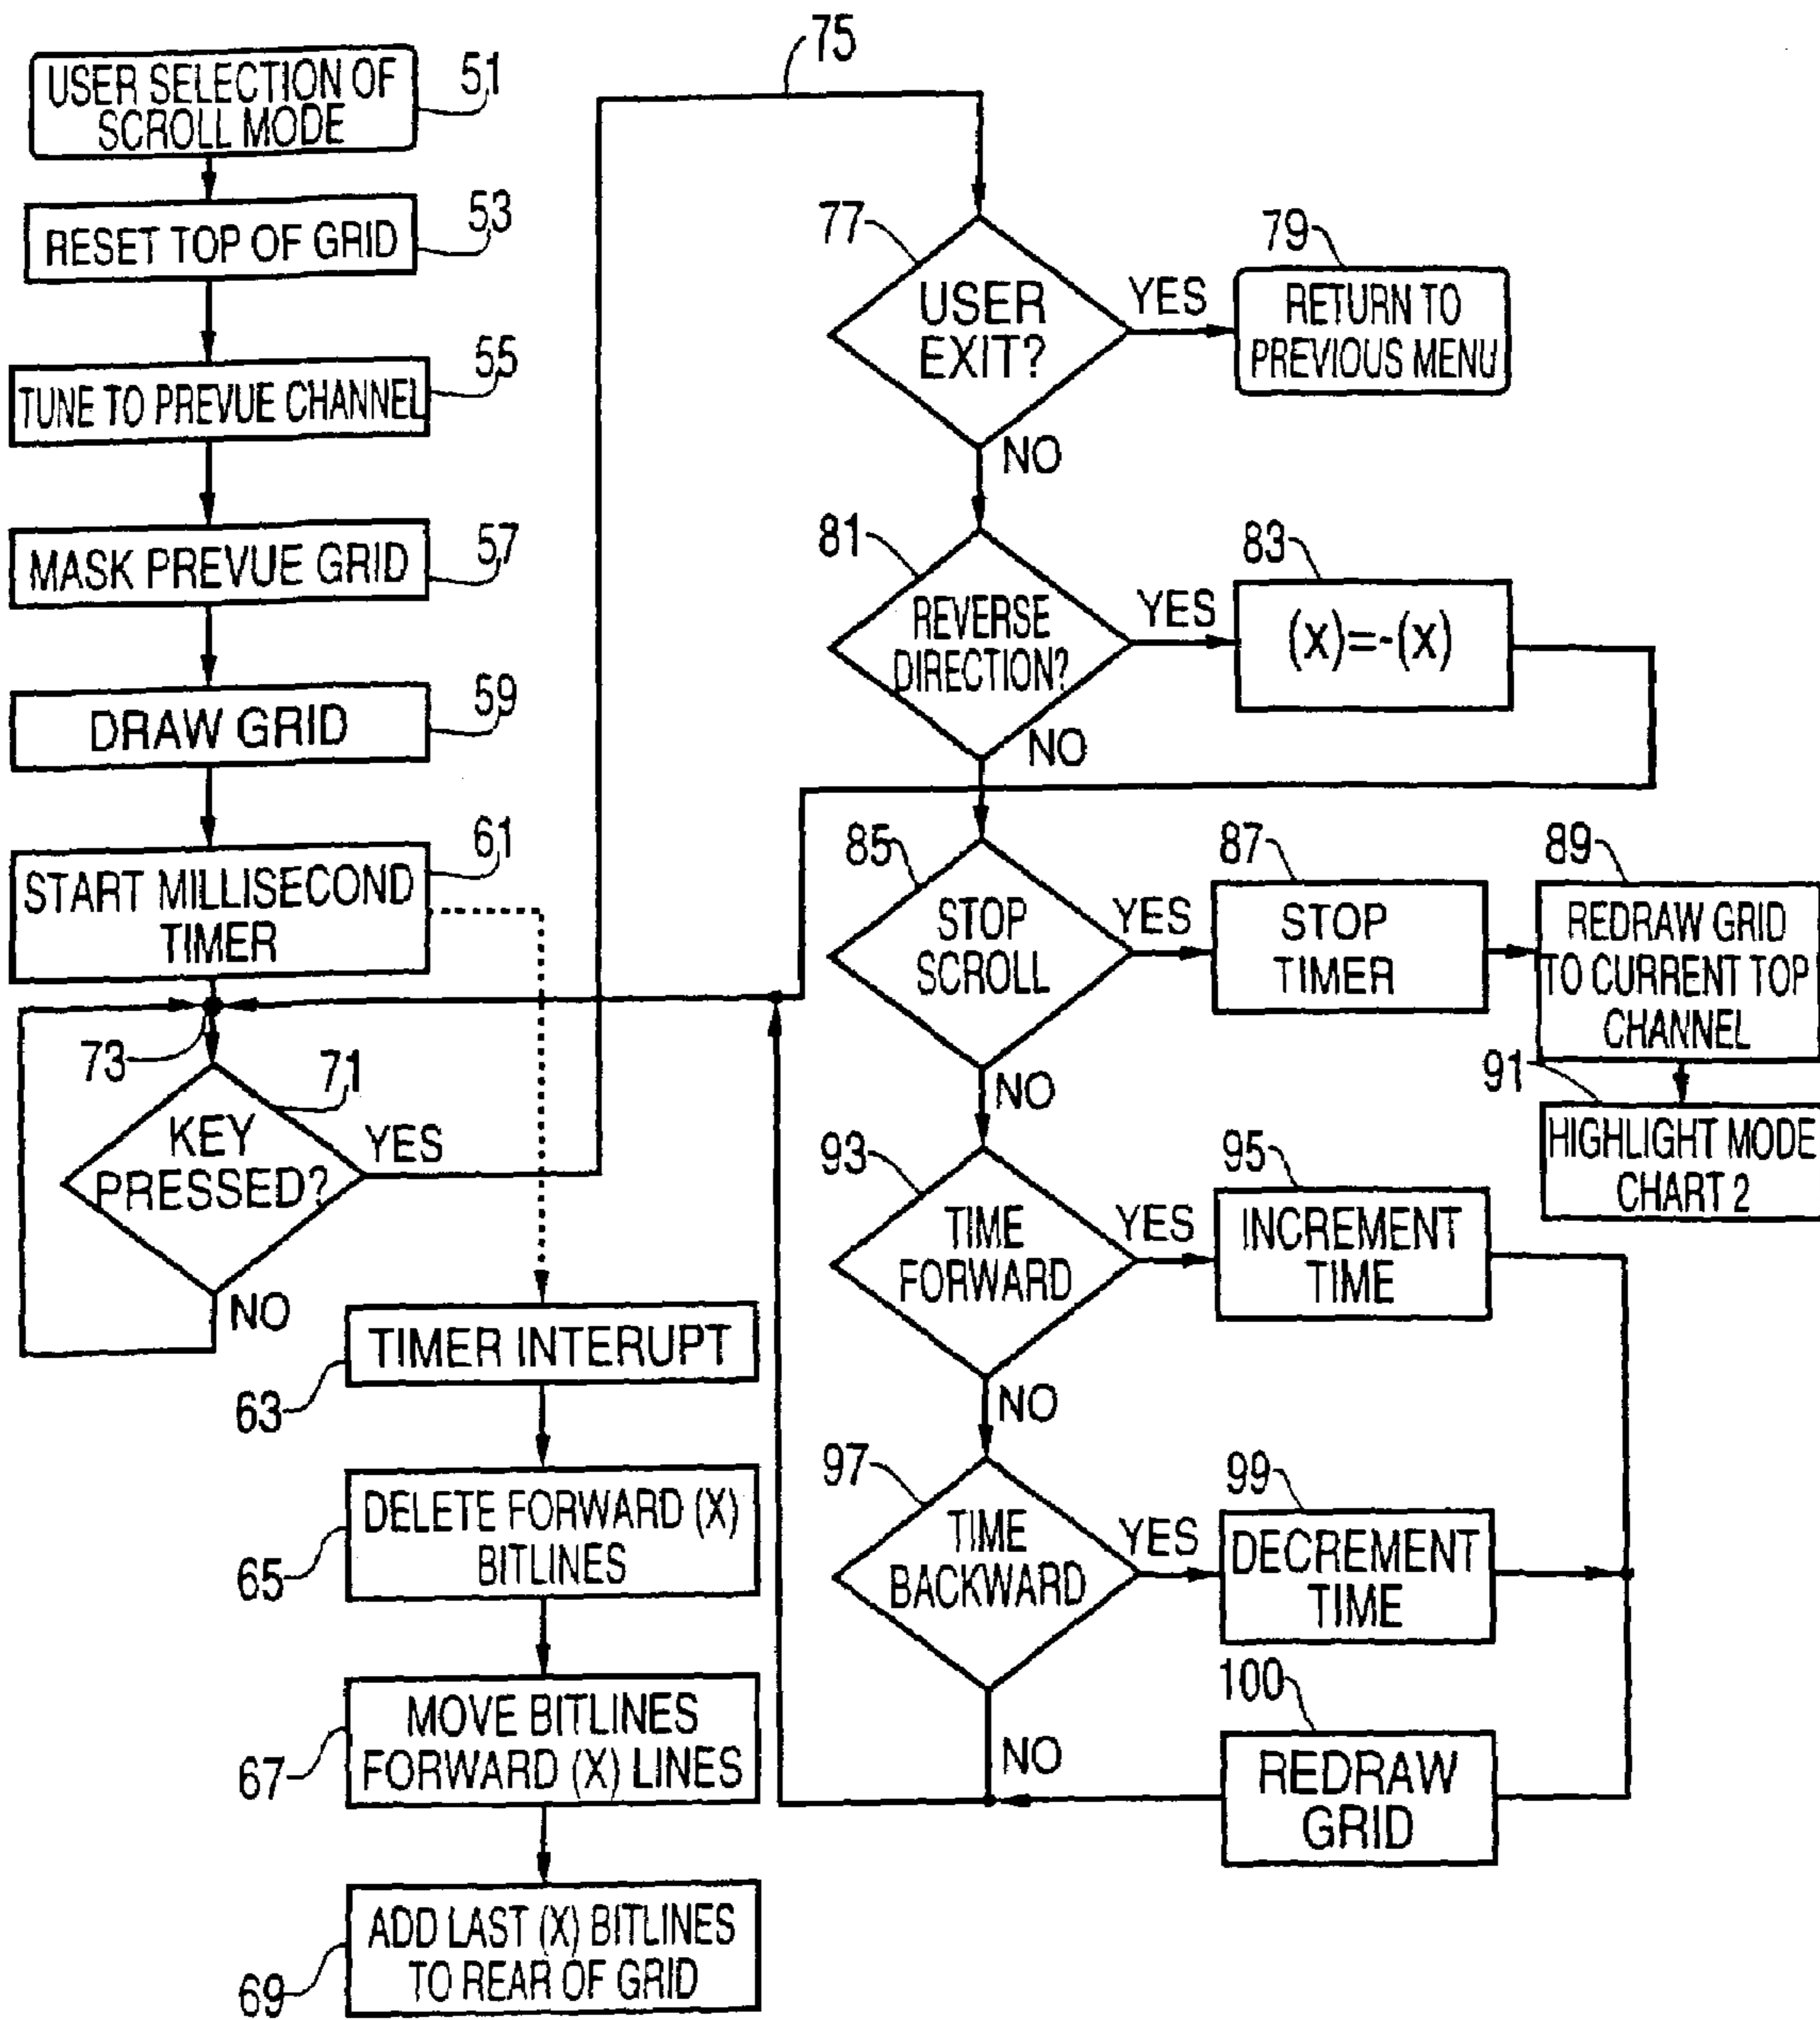 USER SELECTION OF
SCROLL MODE
51
RESET TOP OF GRID
53
TUNE TO PREVUE CHANNEL
55
MASK PREVUE GRID
57
DRAW GRID
59
START MILLISECOND
TIMER
61
73
KEY
PRESSED?
71
YES
NO
TIMER INTERUPT
63
DELETE FORWARD (X)
BITLINES
65
MOVE BITLINES
FORWARD (X) LINES
67
ADD LAST (X) BITLINES
TO REAR OF GRID
69
75
77
USER
EXIT?
YES
NO
79
RETURN TO
PREVIOUS MENU
81
REVERSE
DIRECTION?
YES
NO
83
(X)=-(X)
85
STOP
SCROLL
YES
NO
87
STOP
TIMER
89
REDRAW GRID
TO CURRENT TOP
CHANNEL
91
HIGHLIGHT MODE
CHART 2
93
TIME
FORWARD
YES
NO
95
INCREMENT
TIME
97
TIME
BACKWARD
YES
NO
99
DECREMENT
TIME
100
REDRAW
GRID